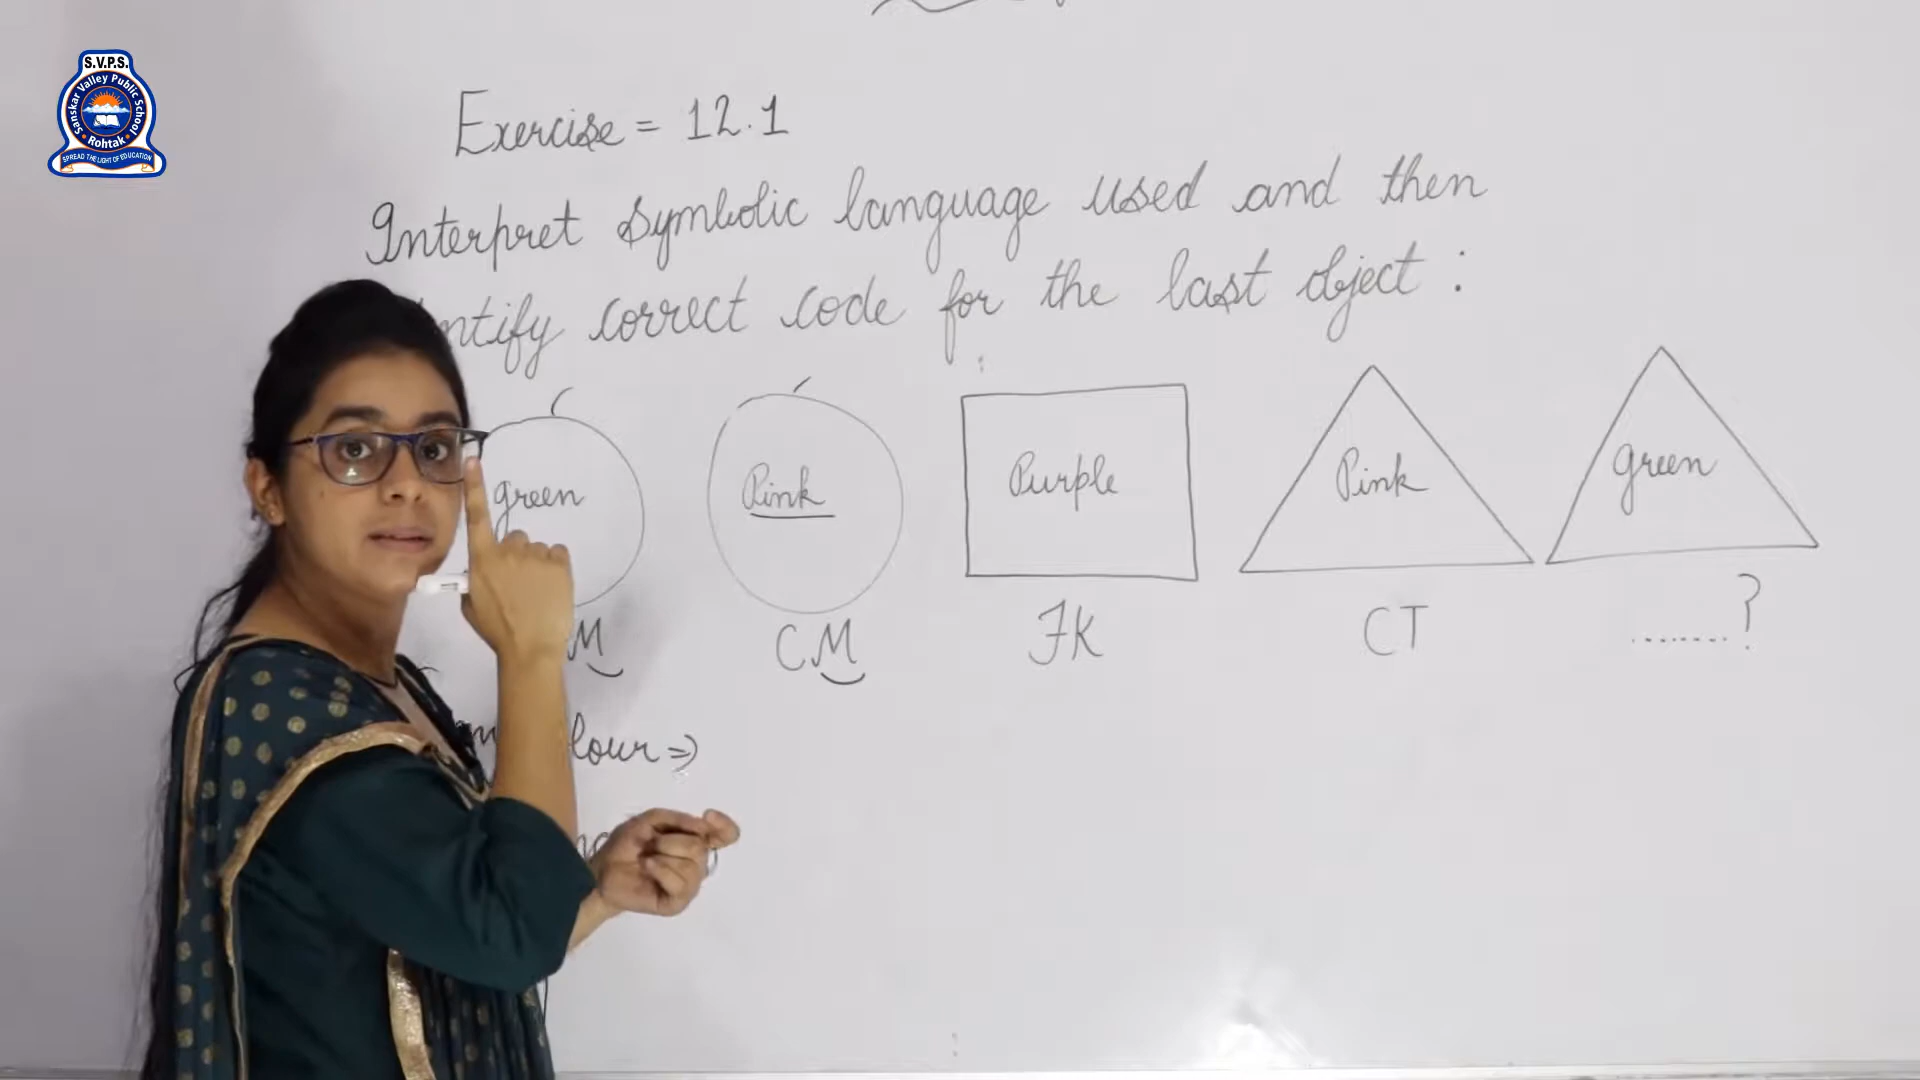 S.V.P.S.
Sanskar Valley Public School
Rohtak
SPREAD THE LIGHT OF EDUCATION
Exercise = 12.1
Interpret symbolic language used and then
ntify correct code for the last object :
green Pink Purple Pink green
M CM FK CT ........?
lour =>